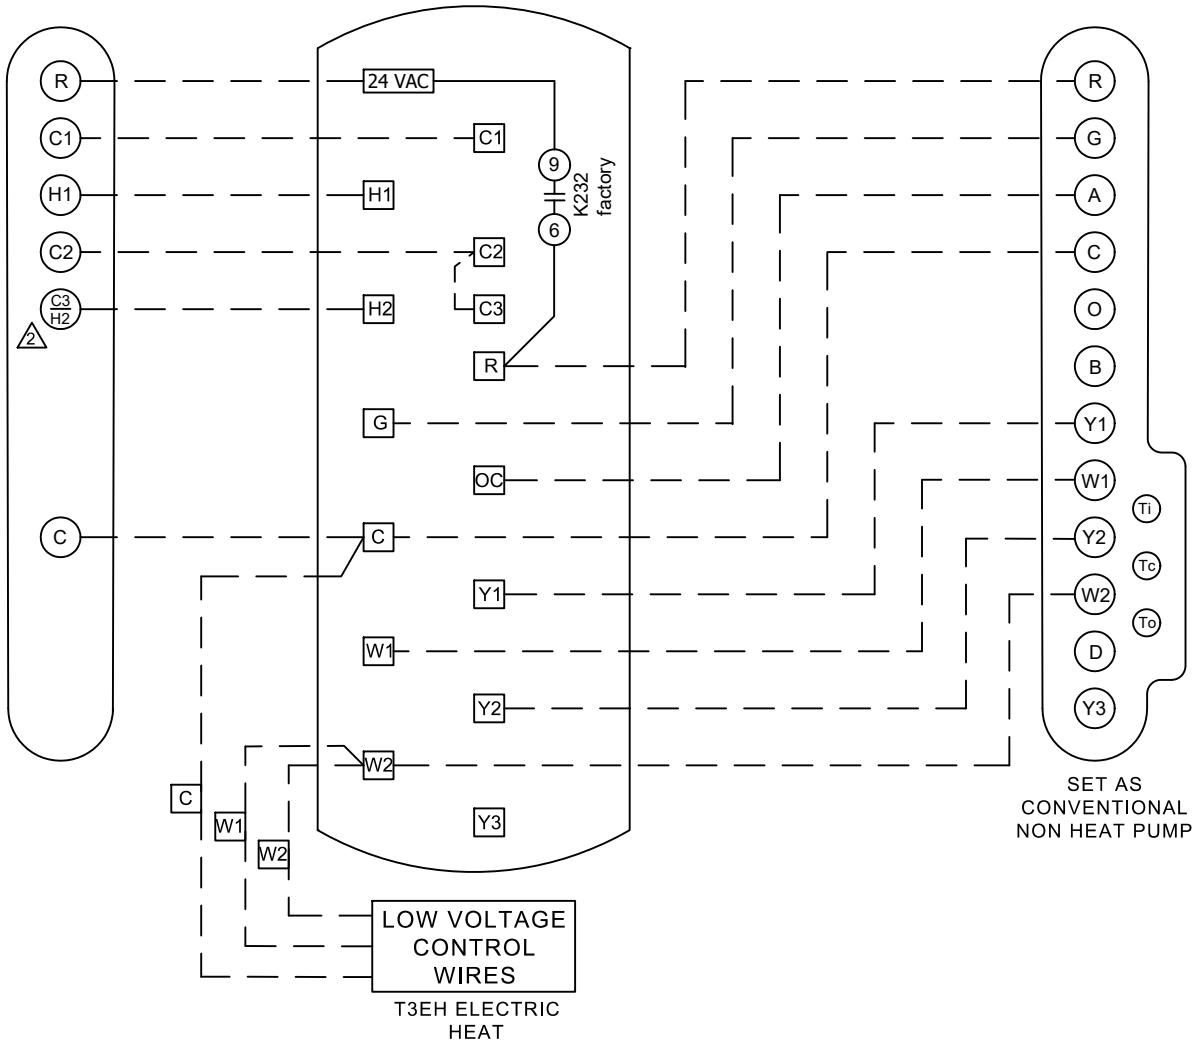 R
C1
H1
C2
C3
H2
2
C
24 VAC
C1
H1
C2
H2
C3
R
G
OC
C
Y1
W1
Y2
W2
Y3
9
6
K232
factory
R
G
A
C
O
B
Y1
W1
Y2
W2
D
Y3
Ti
Tc
To
SET AS
CONVENTIONAL
NON HEAT PUMP
C
W1
W2
LOW VOLTAGE
CONTROL
WIRES
T3EH ELECTRIC
HEAT